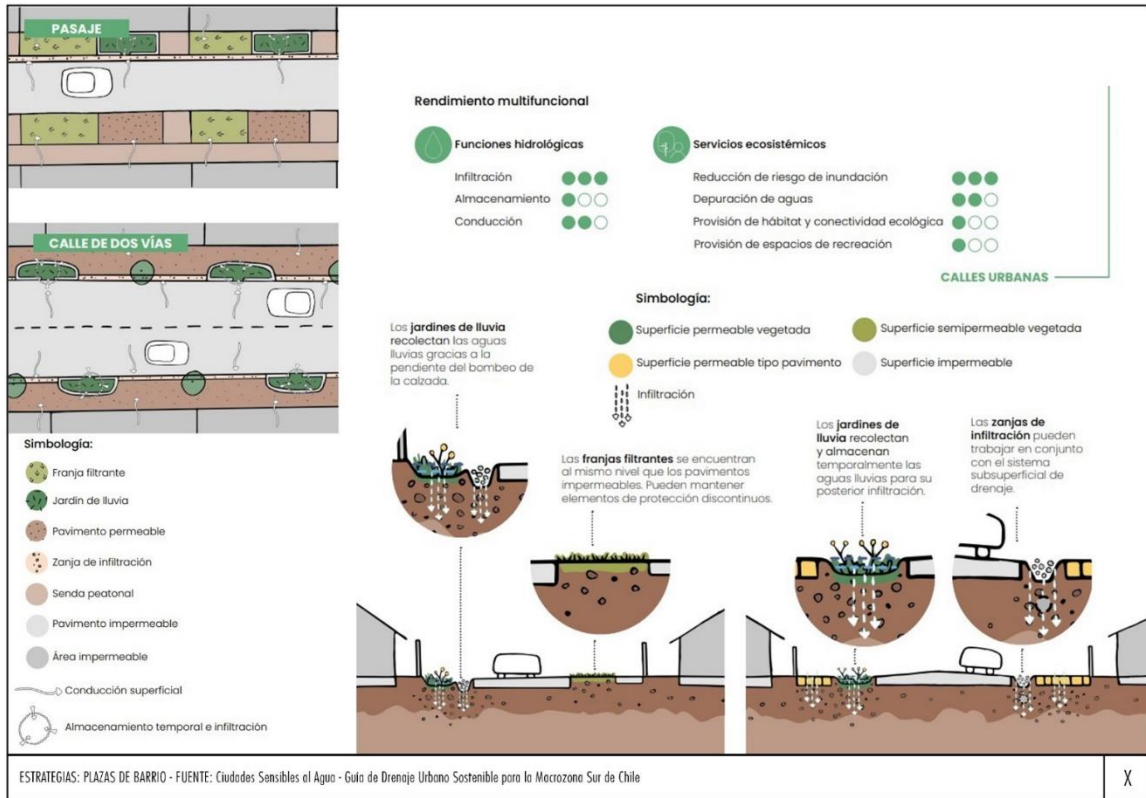 PASAJE
CALLE DE DOS VÍAS
Simbología:
Franja filtrante
Jardín de lluvia
Pavimento permeable
Zanja de infiltración
Senda peatonal
Pavimento impermeable
Área impermeable
Conducción superficial
Almacenamiento temporal e infiltración
Rendimiento multifuncional
Funciones hidrológicas
Infiltración
Almacenamiento
Conducción
Servicios ecosistémicos
Reducción de riesgo de inundación
Depuración de aguas
Provisión de hábitat y conectividad ecológica
Provisión de espacios de recreación
CALLES URBANAS
Simbología:
Superficie permeable vegetada
Superficie semipermeable vegetada
Superficie permeable tipo pavimento
Superficie impermeable
Infiltración
Los jardines de lluvia
recolectan las aguas
lluvias gracias a la
pendiente del bombeo de
la calzada.
Las franjas filtrantes se encuentran
al mismo nivel que los pavimentos
impermeables. Pueden mantener
elementos de protección discontinuos.
Los jardines de
lluvia recolectan
y almacenan
temporalmente las
aguas lluvias para su
posterior infiltración.
Las zanjas de
infiltración pueden
trabajar en conjunto
con el sistema
subsuperficial de
drenaje.
ESTRATEGIAS: PLAZAS DE BARRIO - FUENTE: Ciudades Sensibles al Agua - Guía de Drenaje Urbano Sostenible para la Macrozona Sur de Chile
X